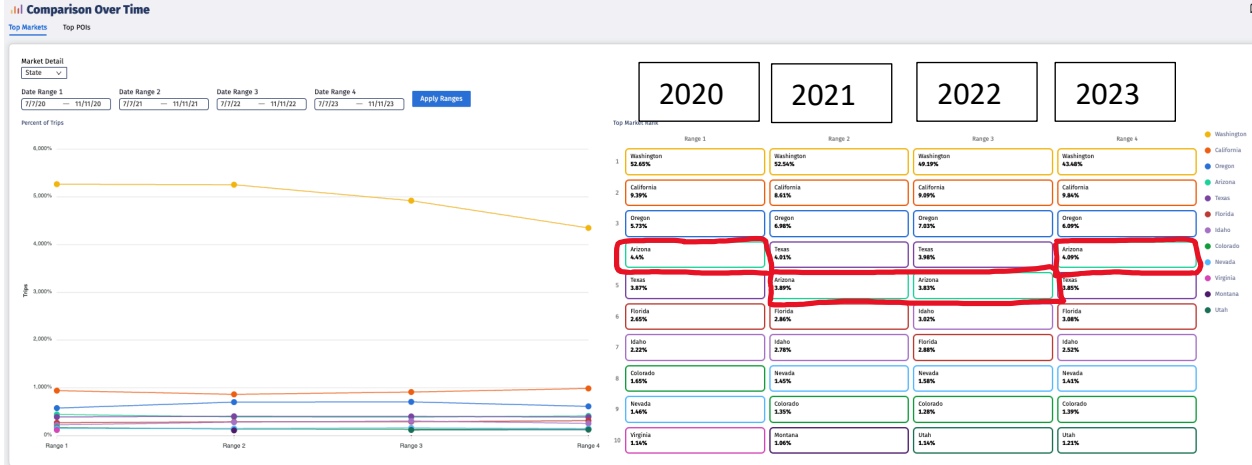 Comparison Over Time
Top Markets Top POIs
Market Detail
State
Date Range 1 Date Range 2 Date Range 3 Date Range 4
7/7/20 — 11/11/20 7/7/21 — 11/11/21 7/7/22 — 11/11/22 7/7/23 — 11/11/23 Apply Ranges
Percent of Trips
6,000%
5,000%
4,000%
3,000%
2,000%
1,000%
0%
Trips
Range 1 Range 2 Range 3 Range 4
2020 2021 2022 2023
Top Market Rank
Range 1 Range 2 Range 3 Range 4
1 Washington Washington Washington Washington
52.65% 52.54% 49.19% 43.48%
2 California California California California
9.39% 8.61% 9.09% 9.84%
3 Oregon Oregon Oregon Oregon
5.73% 6.98% 7.03% 6.09%
Arizona Texas Texas Arizona
4.4% 4.01% 3.98% 4.09%
5 Texas Arizona Arizona Texas
3.87% 3.89% 3.83% 3.85%
6 Florida Florida Idaho Florida
2.65% 2.86% 3.02% 3.08%
7 Idaho Idaho Florida Idaho
2.22% 2.78% 2.88% 2.52%
8 Colorado Nevada Nevada Nevada
1.65% 1.45% 1.58% 1.41%
9 Nevada Colorado Colorado Colorado
1.46% 1.35% 1.28% 1.39%
10 Virginia Montana Utah Utah
1.14% 1.06% 1.14% 1.21%
Washington
California
Oregon
Arizona
Texas
Florida
Idaho
Colorado
Nevada
Virginia
Montana
Utah